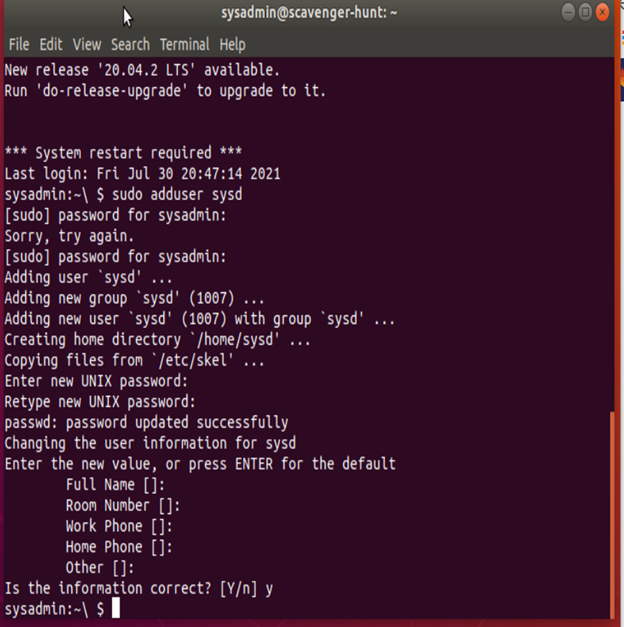 sysadmin@scavenger-hunt: ~
File Edit View Search Terminal Help
New release '20.04.2 LTS' available.
Run 'do-release-upgrade' to upgrade to it.
*** System restart required ***
Last login: Fri Jul 30 20:47:14 2021
sysadmin:~\ $ sudo adduser sysd
[sudo] password for sysadmin:
Sorry, try again.
[sudo] password for sysadmin:
Adding user `sysd' ...
Adding new group `sysd' (1007) ...
Adding new user `sysd' (1007) with group `sysd' ...
Creating home directory `/home/sysd' ...
Copying files from `/etc/skel' ...
Enter new UNIX password:
Retype new UNIX password:
passwd: password updated successfully
Changing the user information for sysd
Enter the new value, or press ENTER for the default
Full Name []:
Room Number []:
Work Phone []:
Home Phone []:
Other []:
Is the information correct? [Y/n] y
sysadmin:~\ $